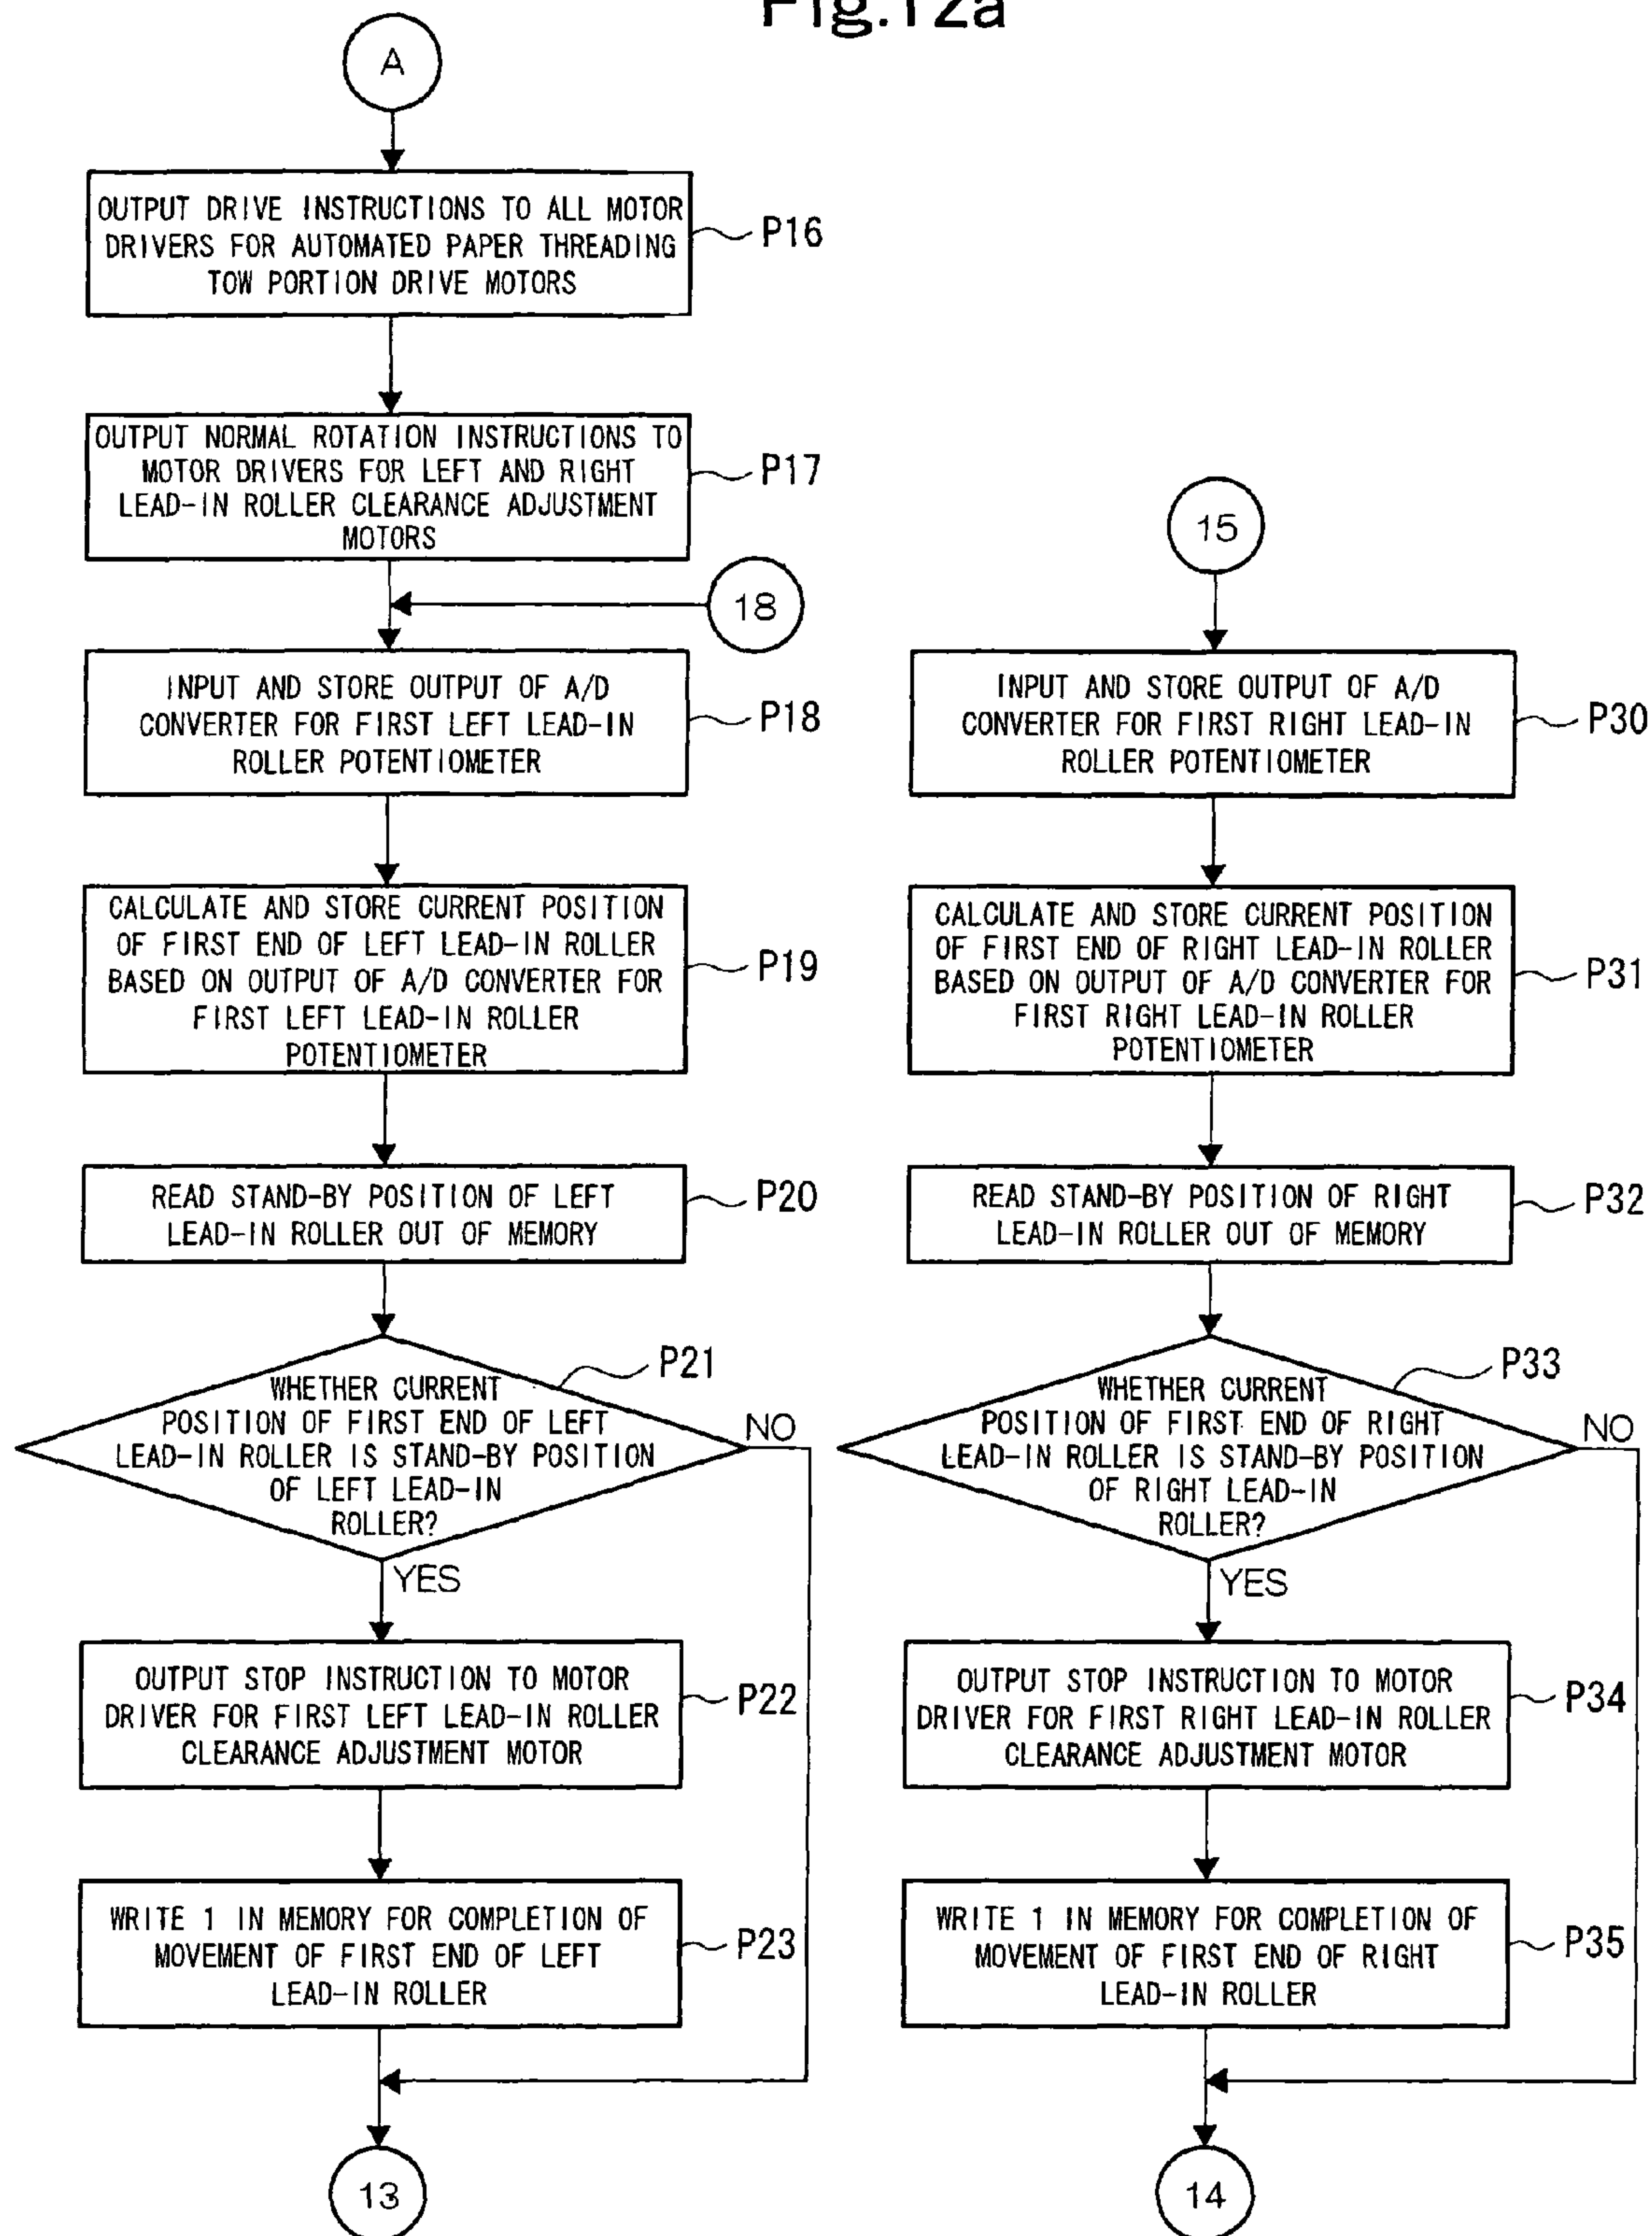 Fig.12a
A
OUTPUT DRIVE INSTRUCTIONS TO ALL MOTOR
DRIVERS FOR AUTOMATED PAPER THREADING
TOW PORTION DRIVE MOTORS
P16
OUTPUT NORMAL ROTATION INSTRUCTIONS TO
MOTOR DRIVERS FOR LEFT AND RIGHT
LEAD-IN ROLLER CLEARANCE ADJUSTMENT
MOTORS
P17
18
INPUT AND STORE OUTPUT OF A/D
CONVERTER FOR FIRST LEFT LEAD-IN
ROLLER POTENTIOMETER
P18
CALCULATE AND STORE CURRENT POSITION
OF FIRST END OF LEFT LEAD-IN ROLLER
BASED ON OUTPUT OF A/D CONVERTER FOR
FIRST LEFT LEAD-IN ROLLER
POTENTIOMETER
P19
READ STAND-BY POSITION OF LEFT
LEAD-IN ROLLER OUT OF MEMORY
P20
WHETHER CURRENT
POSITION OF FIRST END OF LEFT
LEAD-IN ROLLER IS STAND-BY POSITION
OF LEFT LEAD-IN
ROLLER?
P21
NO
YES
OUTPUT STOP INSTRUCTION TO MOTOR
DRIVER FOR FIRST LEFT LEAD-IN ROLLER
CLEARANCE ADJUSTMENT MOTOR
P22
WRITE 1 IN MEMORY FOR COMPLETION OF
MOVEMENT OF FIRST END OF LEFT
LEAD-IN ROLLER
P23
13
15
INPUT AND STORE OUTPUT OF A/D
CONVERTER FOR FIRST RIGHT LEAD-IN
ROLLER POTENTIOMETER
P30
CALCULATE AND STORE CURRENT POSITION
OF FIRST END OF RIGHT LEAD-IN ROLLER
BASED ON OUTPUT OF A/D CONVERTER FOR
FIRST RIGHT LEAD-IN ROLLER
POTENTIOMETER
P31
READ STAND-BY POSITION OF RIGHT
LEAD-IN ROLLER OUT OF MEMORY
P32
WHETHER CURRENT
POSITION OF FIRST END OF RIGHT
LEAD-IN ROLLER IS STAND-BY POSITION
OF RIGHT LEAD-IN
ROLLER?
P33
NO
YES
OUTPUT STOP INSTRUCTION TO MOTOR
DRIVER FOR FIRST RIGHT LEAD-IN ROLLER
CLEARANCE ADJUSTMENT MOTOR
P34
WRITE 1 IN MEMORY FOR COMPLETION OF
MOVEMENT OF FIRST END OF RIGHT
LEAD-IN ROLLER
P35
14